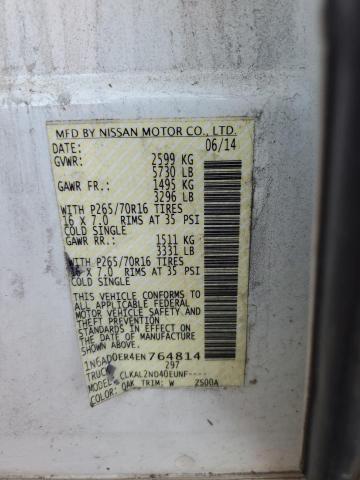 MFD BY NISSAN MOTOR CO., LTD.
DATE: 06/14
GVWR: 2599 KG
5730 LB
GAWR FR.: 1495 KG
3296 LB
WITH P265/70R16 TIRES
16 X 7.0 RIMS AT 35 PSI
COLD SINGLE
GAWR RR.: 1511 KG
3331 LB
WITH P265/70R16 TIRES
16 X 7.0 RIMS AT 35 PSI
COLD SINGLE
THIS VEHICLE CONFORMS TO
ALL APPLICABLE FEDERAL
MOTOR VEHICLE SAFETY AND
THEFT PREVENTION
STANDARDS IN EFFECT ON
THE DATE OF MANUFACTURE
SHOWN ABOVE.
1N6AD0ER4EN764814
TRUCK 297
MODEL: CLKAL2ND40EUNF----
COLOR: QAK TRIM: W 2500A